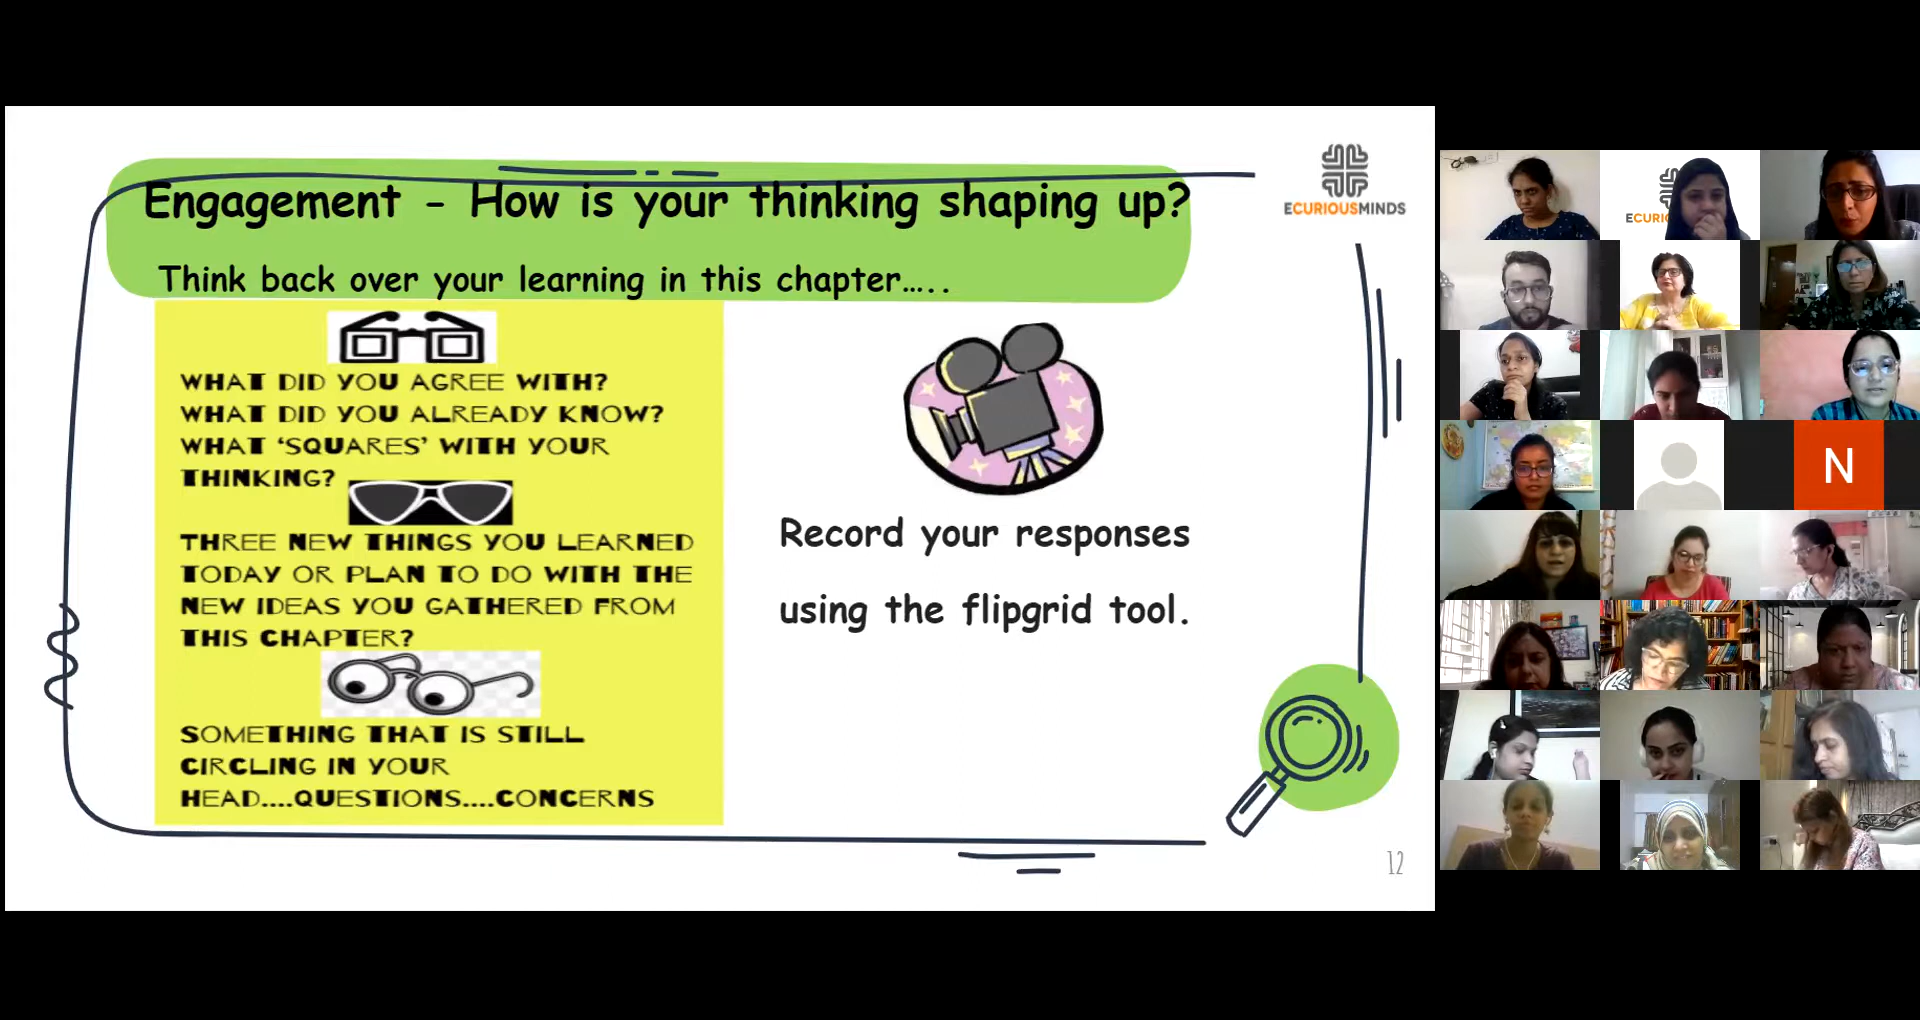 Engagement - How is your thinking shaping up?
Think back over your learning in this chapter.....
ECURIOUSMINDS
WHAT DID YOU AGREE WITH?
WHAT DID YOU ALREADY KNOW?
WHAT ‘SQUARES’ WITH YOUR
THINKING?
THREE NEW THINGS YOU LEARNED
TODAY OR PLAN TO DO WITH THE
NEW IDEAS YOU GATHERED FROM
THIS CHAPTER?
SOMETHING THAT IS STILL
CIRCLING IN YOUR
HEAD....QUESTIONS....CONCERNS
Record your responses
using the flipgrid tool.
12
ECURIO
N